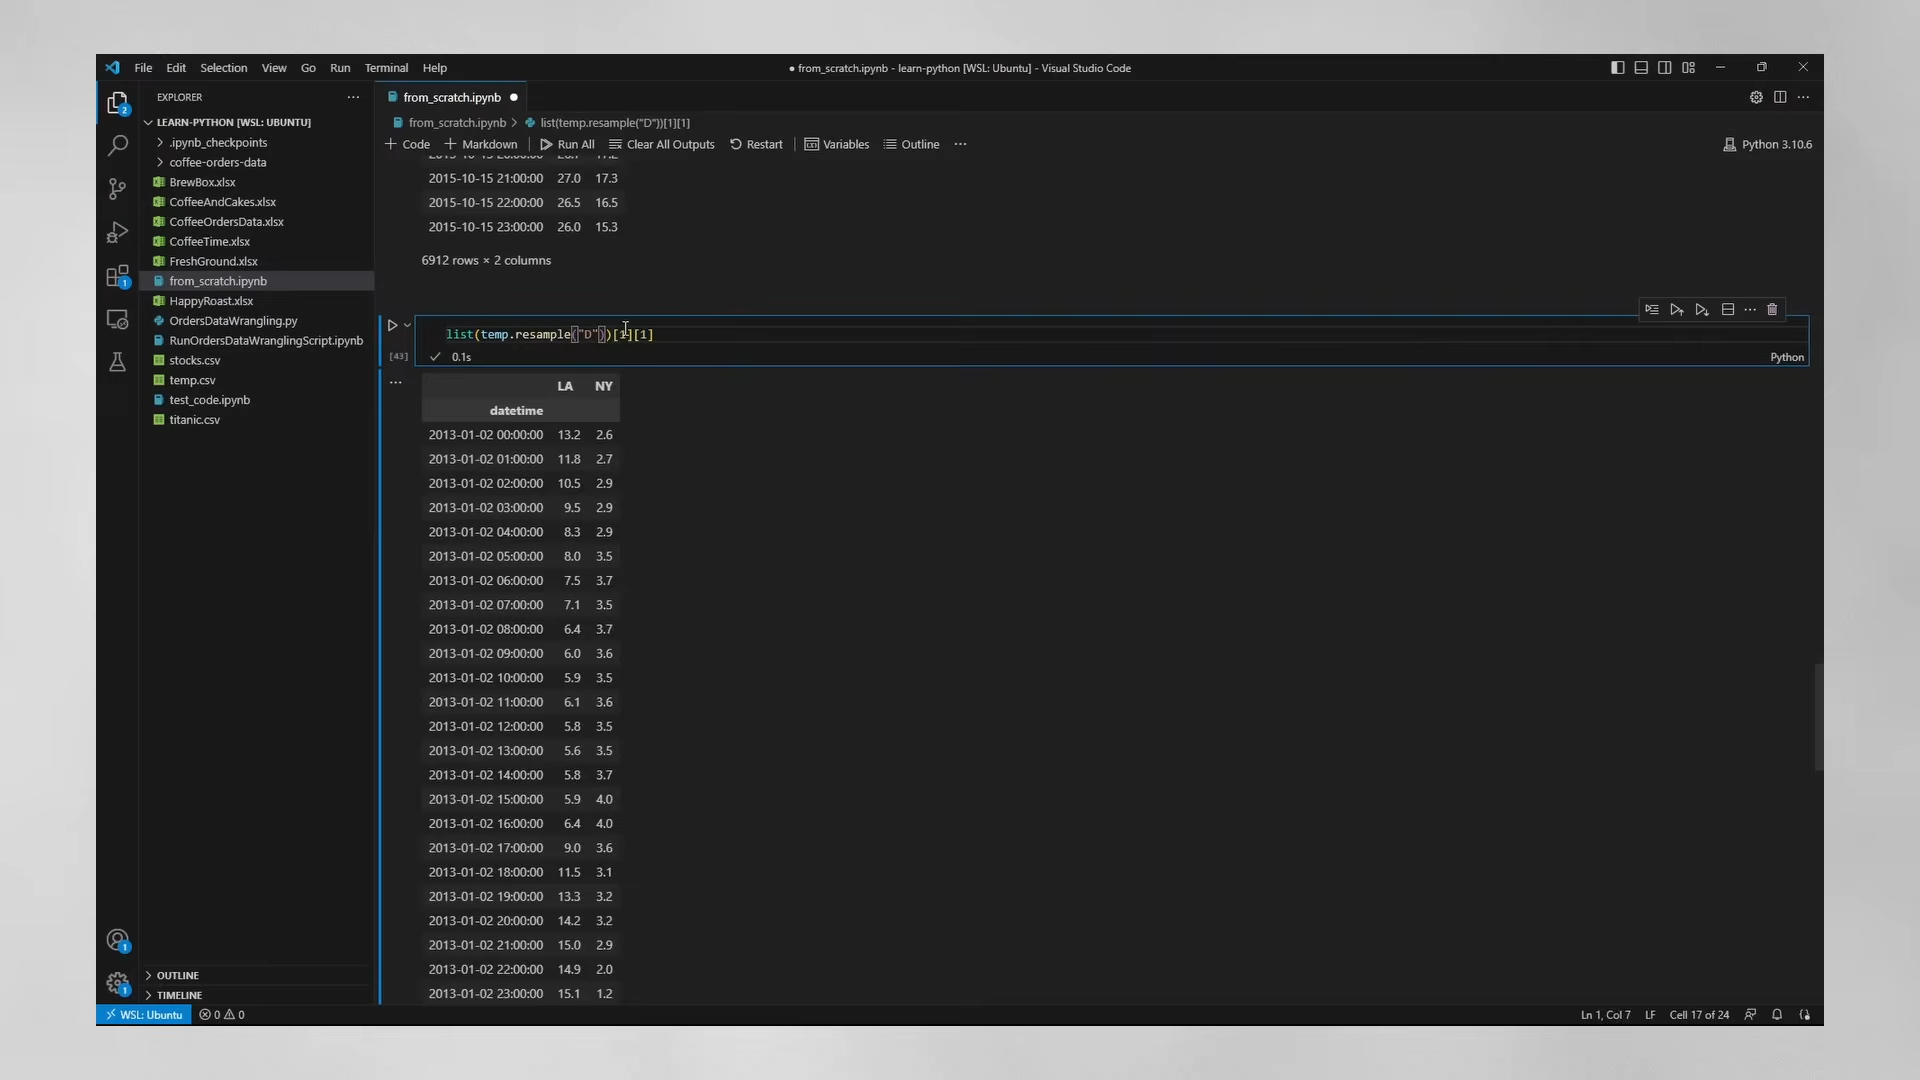 File Edit Selection View Go Run Terminal Help
● from_scratch.ipynb - learn-python [WSL: Ubuntu] - Visual Studio Code
EXPLORER
LEARN-PYTHON [WSL: UBUNTU]
.ipynb_checkpoints
coffee-orders-data
BrewBox.xlsx
CoffeeAndCakes.xlsx
CoffeeOrdersData.xlsx
CoffeeTime.xlsx
FreshGround.xlsx
from_scratch.ipynb
HappyRoast.xlsx
OrdersDataWrangling.py
RunOrdersDataWranglingScript.ipynb
stocks.csv
temp.csv
test_code.ipynb
titanic.csv
OUTLINE
TIMELINE
2
1
1
1
from_scratch.ipynb ●
from_scratch.ipynb > list(temp.resample("D"))[1][1]
+ Code + Markdown Run All Clear All Outputs Restart Variables Outline ...
Python 3.10.6
2015-10-15 21:00:00 27.0 17.3
2015-10-15 22:00:00 26.5 16.5
2015-10-15 23:00:00 26.0 15.3
6912 rows × 2 columns
list(temp.resample("D"))[1][1]
[43] 0.1s Python
LA NY
datetime
2013-01-02 00:00:00 13.2 2.6
2013-01-02 01:00:00 11.8 2.7
2013-01-02 02:00:00 10.5 2.9
2013-01-02 03:00:00 9.5 2.9
2013-01-02 04:00:00 8.3 2.9
2013-01-02 05:00:00 8.0 3.5
2013-01-02 06:00:00 7.5 3.7
2013-01-02 07:00:00 7.1 3.5
2013-01-02 08:00:00 6.4 3.7
2013-01-02 09:00:00 6.0 3.6
2013-01-02 10:00:00 5.9 3.5
2013-01-02 11:00:00 6.1 3.6
2013-01-02 12:00:00 5.8 3.5
2013-01-02 13:00:00 5.6 3.5
2013-01-02 14:00:00 5.8 3.7
2013-01-02 15:00:00 5.9 4.0
2013-01-02 16:00:00 6.4 4.0
2013-01-02 17:00:00 9.0 3.6
2013-01-02 18:00:00 11.5 3.1
2013-01-02 19:00:00 13.3 3.2
2013-01-02 20:00:00 14.2 3.2
2013-01-02 21:00:00 15.0 2.9
2013-01-02 22:00:00 14.9 2.0
2013-01-02 23:00:00 15.1 1.2
WSL: Ubuntu 0 0
Ln 1, Col 7 LF Cell 17 of 24